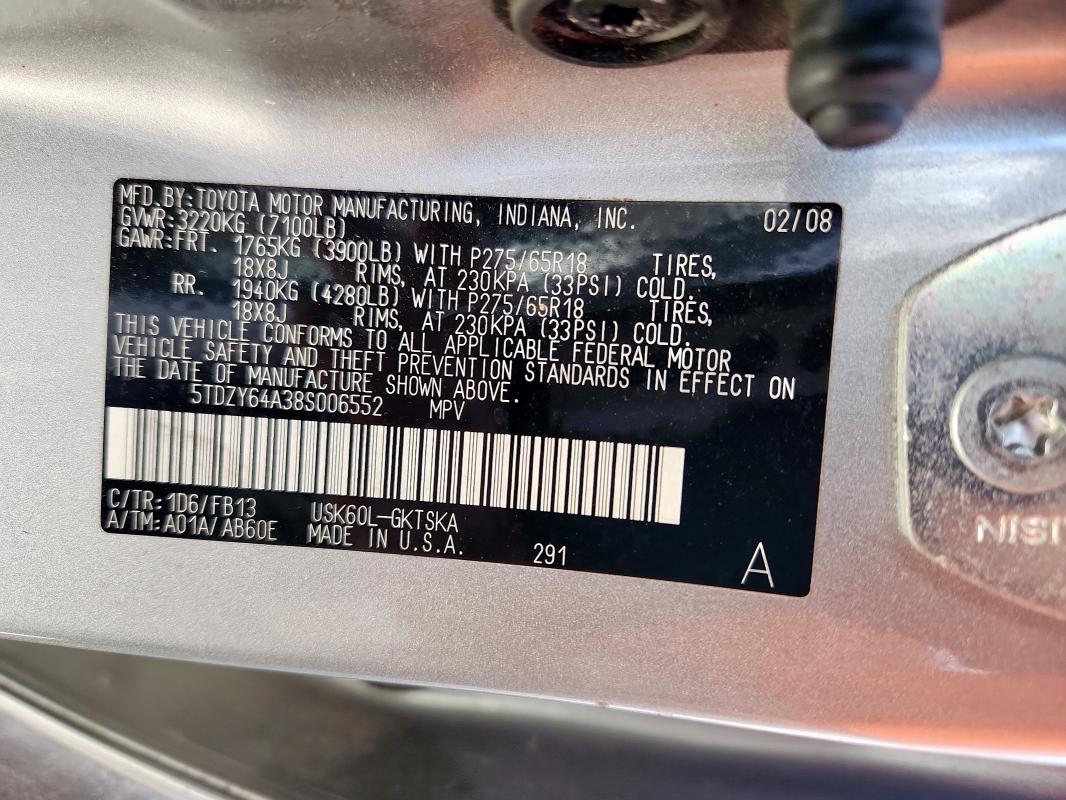 MFD.BY:TOYOTA MOTOR MANUFACTURING, INDIANA, INC. 02/08
GVWR:3220KG (7100LB)
GAWR:FRT. 1765KG (3900LB) WITH P275/65R18 TIRES,
18X8J RIMS, AT 230KPA (33PSI) COLD.
RR. 1940KG (4280LB) WITH P275/65R18 TIRES,
18X8J RIMS, AT 230KPA (33PSI) COLD.
THIS VEHICLE CONFORMS TO ALL APPLICABLE FEDERAL MOTOR
VEHICLE SAFETY AND THEFT PREVENTION STANDARDS IN EFFECT ON
THE DATE OF MANUFACTURE SHOWN ABOVE.
5TDZY64A38S006552 MPV
C/TR:1D6/FB13 USK60L-GKTSKA
A/TM:A01A/AB60E MADE IN U.S.A. 291 A